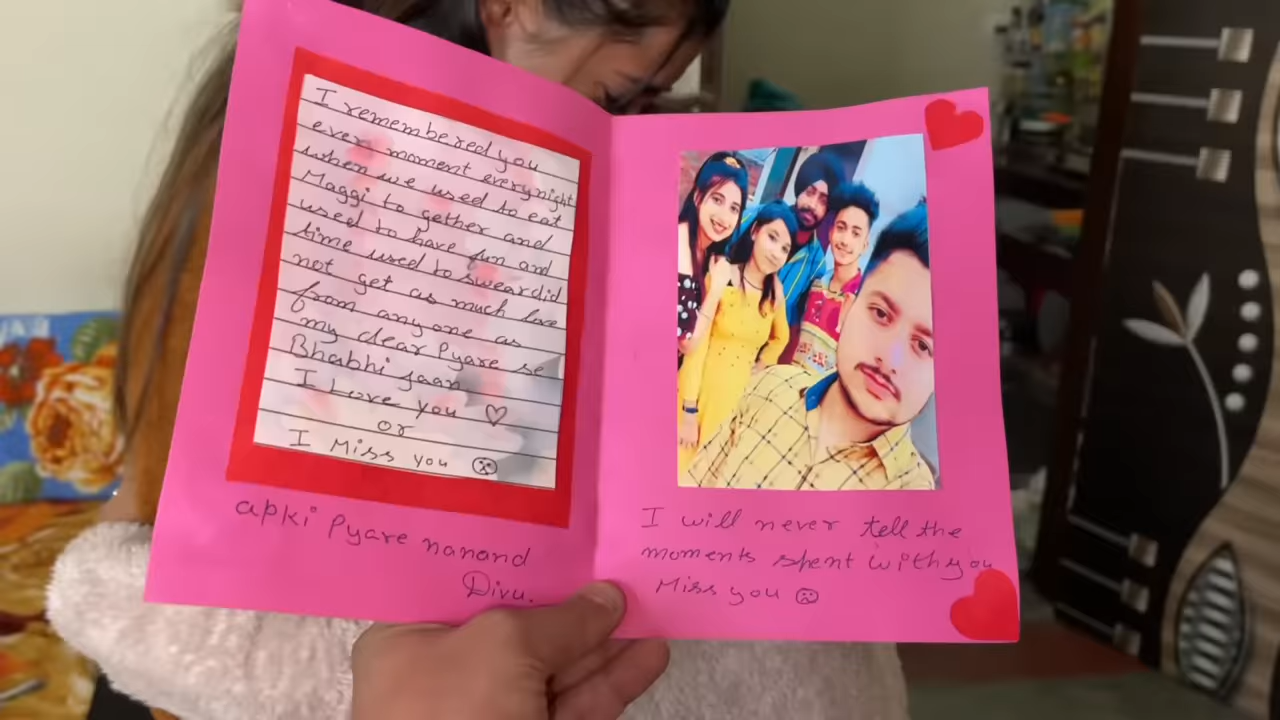 I remembered you
every moment everynight
when we used to eat
Maggi to gether and
used to have fun and
time used to swear did
not get as much love
from anyone as
my dear Pyare se
Bhabhi jaan
I Love you ♡
or
I Miss you ☹
apki Pyare nanand
Divu.
I will never tell the
moments spent with you
Miss you ☹